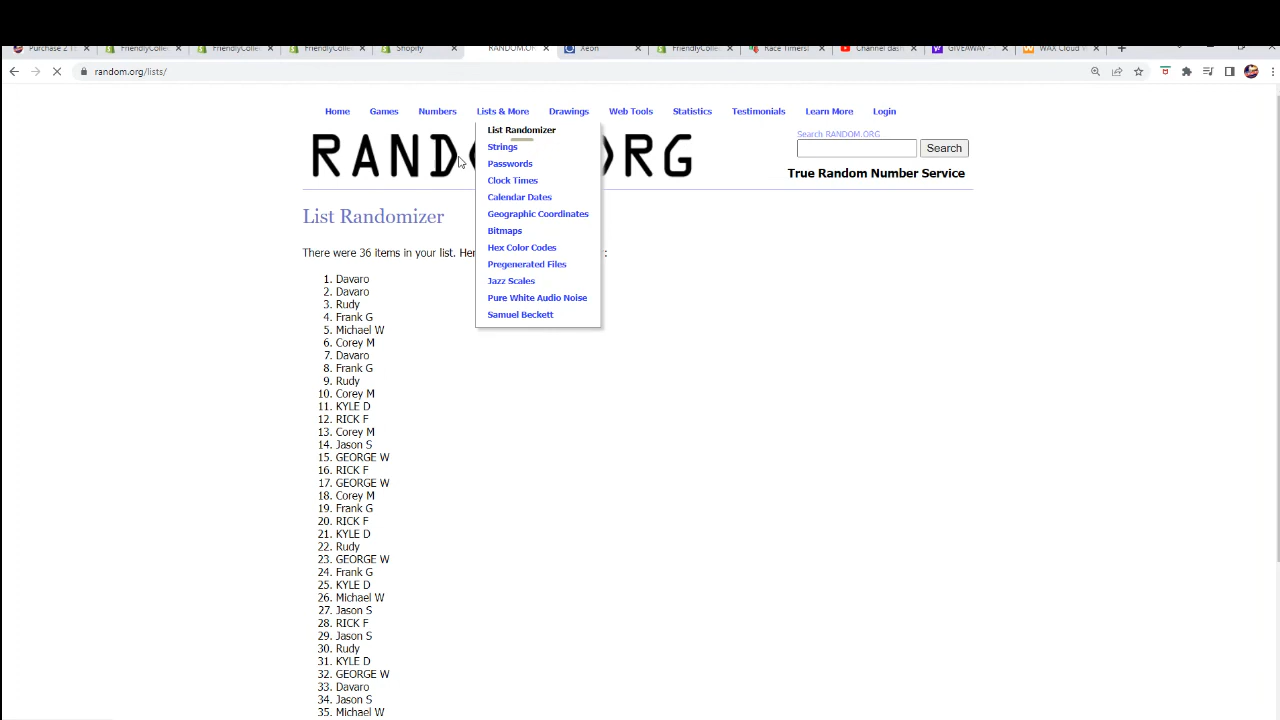 Purchase 2 T
FriendlyColle
FriendlyColle
FriendlyColle
Shopify
RANDOM.OR
Xeon
FriendlyColle
Race Timers!
Channel dash
GIVEAWAY -
WAX Cloud
random.org/lists/
Home Games Numbers Lists & More Drawings Web Tools Statistics Testimonials Learn More Login
List Randomizer
Strings
Passwords
Clock Times
Calendar Dates
Geographic Coordinates
Bitmaps
Hex Color Codes
Pregenerated Files
Jazz Scales
Pure White Audio Noise
Samuel Beckett
RAND RG
Search RANDOM.ORG
Search
True Random Number Service
List Randomizer
There were 36 items in your list. Her :
1. Davaro
2. Davaro
3. Rudy
4. Frank G
5. Michael W
6. Corey M
7. Davaro
8. Frank G
9. Rudy
10. Corey M
11. KYLE D
12. RICK F
13. Corey M
14. Jason S
15. GEORGE W
16. RICK F
17. GEORGE W
18. Corey M
19. Frank G
20. RICK F
21. KYLE D
22. Rudy
23. GEORGE W
24. Frank G
25. KYLE D
26. Michael W
27. Jason S
28. RICK F
29. Jason S
30. Rudy
31. KYLE D
32. GEORGE W
33. Davaro
34. Jason S
35. Michael W